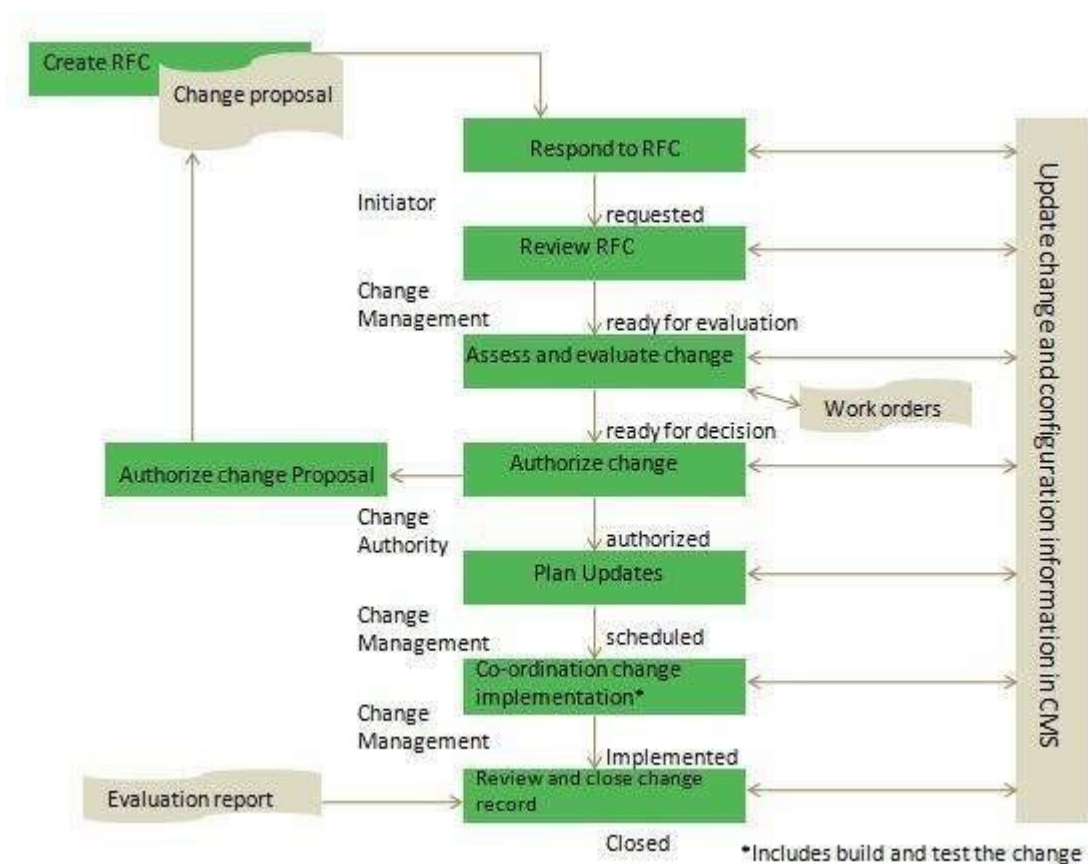 Create RFC
Change proposal
Respond to RFC
Initiator
requested
Review RFC
Change
Management
ready for evaluation
Assess and evaluate change
Work orders
ready for decision
Authorize change
Authorize change Proposal
Change
Authority
authorized
Plan Updates
Change
Management
scheduled
Co-ordination change
implementation*
Change
Management
Implemented
Review and close change
record
Evaluation report
Closed
*Includes build and test the change
Update change and configuration information in CMS